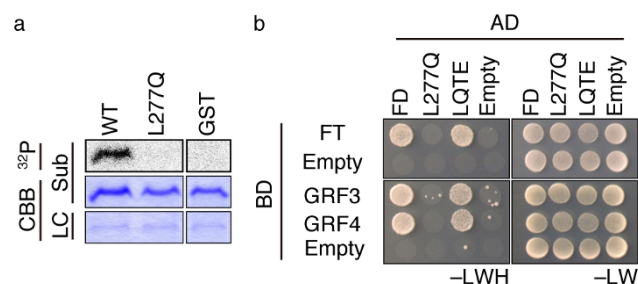 a
WT
L277Q
GST
32P
CBB
Sub
LC
b
AD
FD
L277Q
LQTE
Empty
FD
L277Q
LQTE
Empty
BD
FT
Empty
GRF3
GRF4
Empty
–LWH
–LW